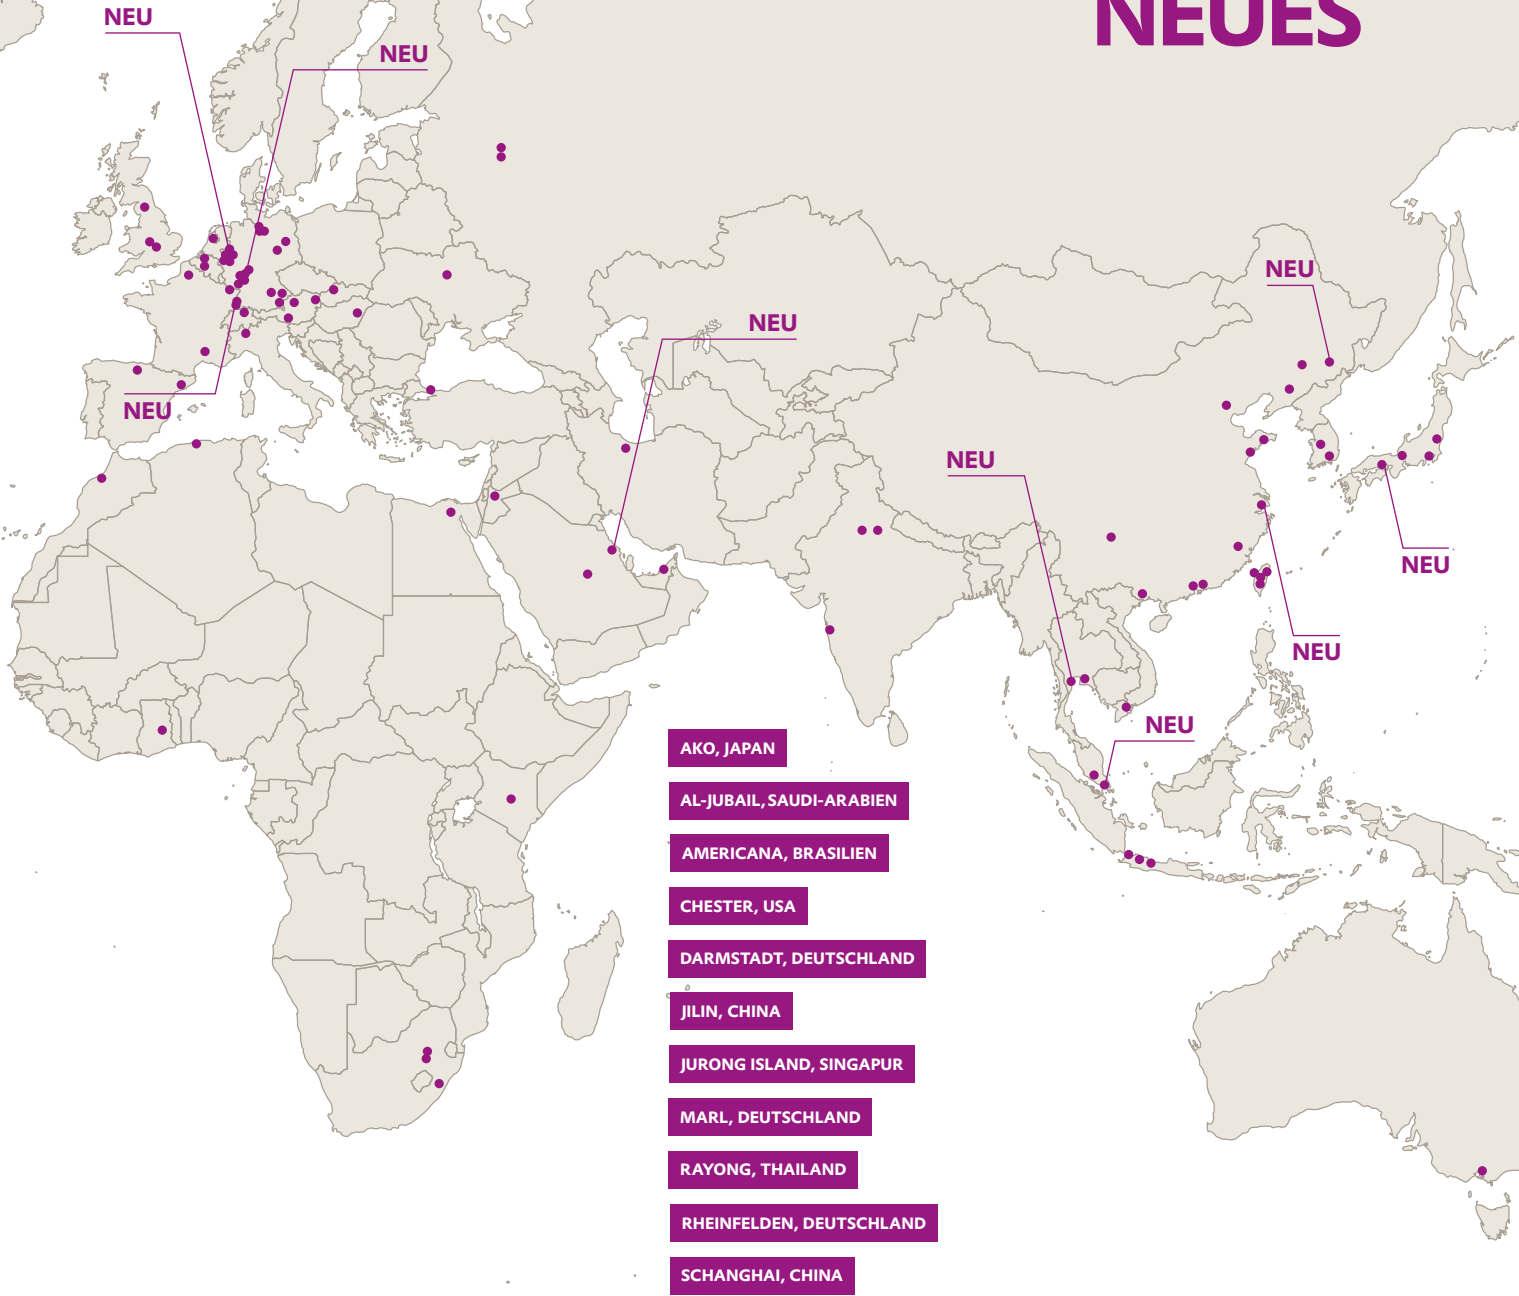 NEUES
NEU
NEU
NEU
NEU
NEU
NEU
NEU
NEU
NEU
AKO, JAPAN
AL-JUBAIL, SAUDI-ARABIEN
AMERICANA, BRASILIEN
CHESTER, USA
DARMSTADT, DEUTSCHLAND
JILIN, CHINA
JURONG ISLAND, SINGAPUR
MARL, DEUTSCHLAND
RAYONG, THAILAND
RHEINFELDEN, DEUTSCHLAND
SCHANGHAI, CHINA